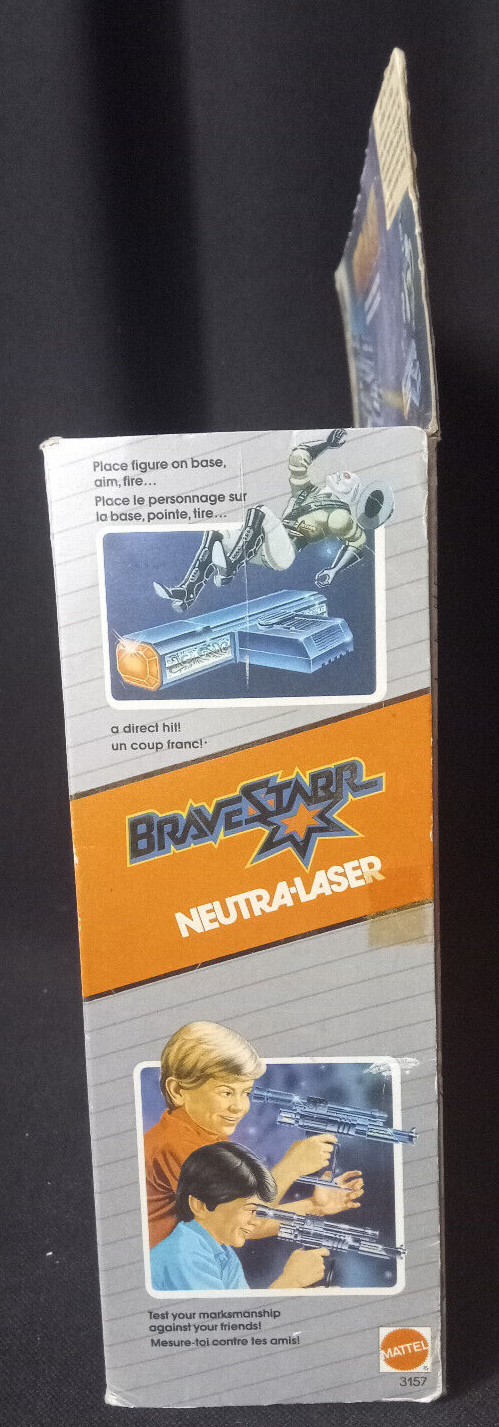 Place figure on base,
aim, fire...
Place le personnage sur
la base, pointe, tire...
a direct hit!
un coup franc!
BRAVESTARR
NEUTRA-LASER
Test your marksmanship
against your friends!
Mesure-toi contre tes amis!
MATTEL
3157